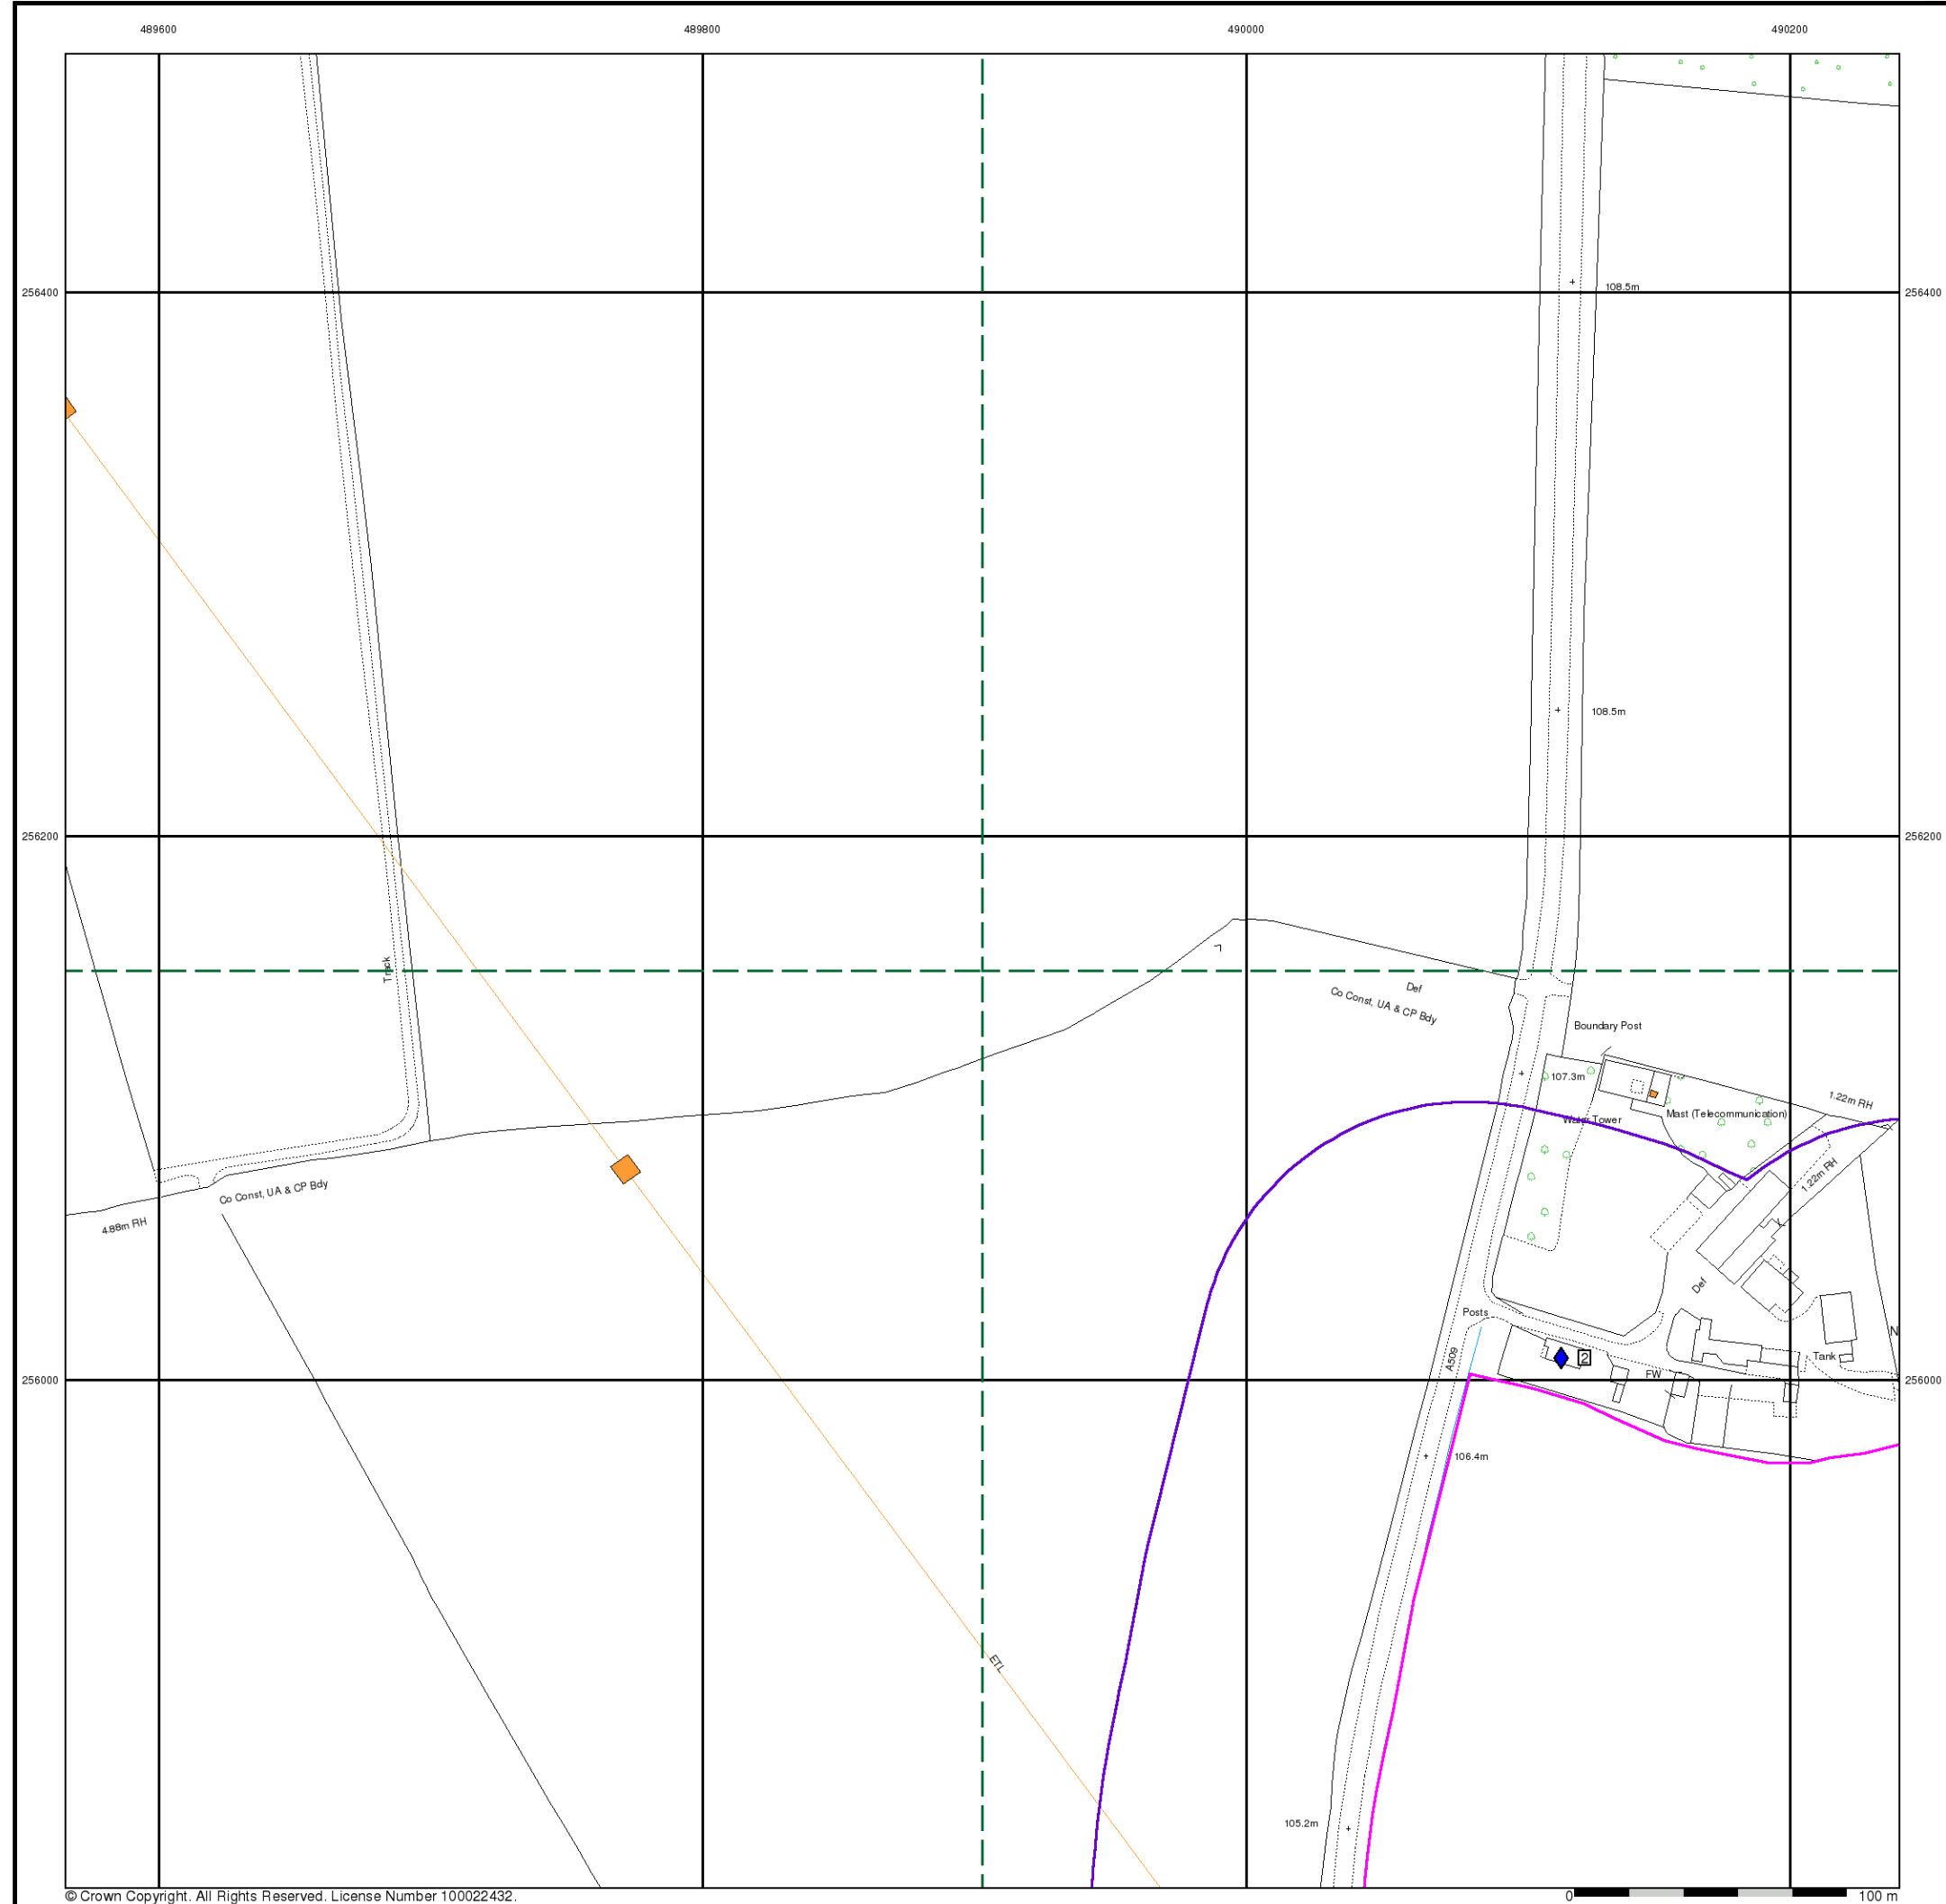 489600 489800 490000 490200
256400 256400
108.5m
108.5m
256200 256200
Track
Def
Co Const, UA & CP Bdy
Boundary Post
107.3m
1.22m RH
Mast (Telecommunication)
Water Tower
1.22m RH
Co Const, UA & CP Bdy
4.88m RH
Def
Posts
N
A509
2
Tank
FW
256000 256000
106.4m
ETL
105.2m
© Crown Copyright. All Rights Reserved. License Number 100022432.
0 100 m